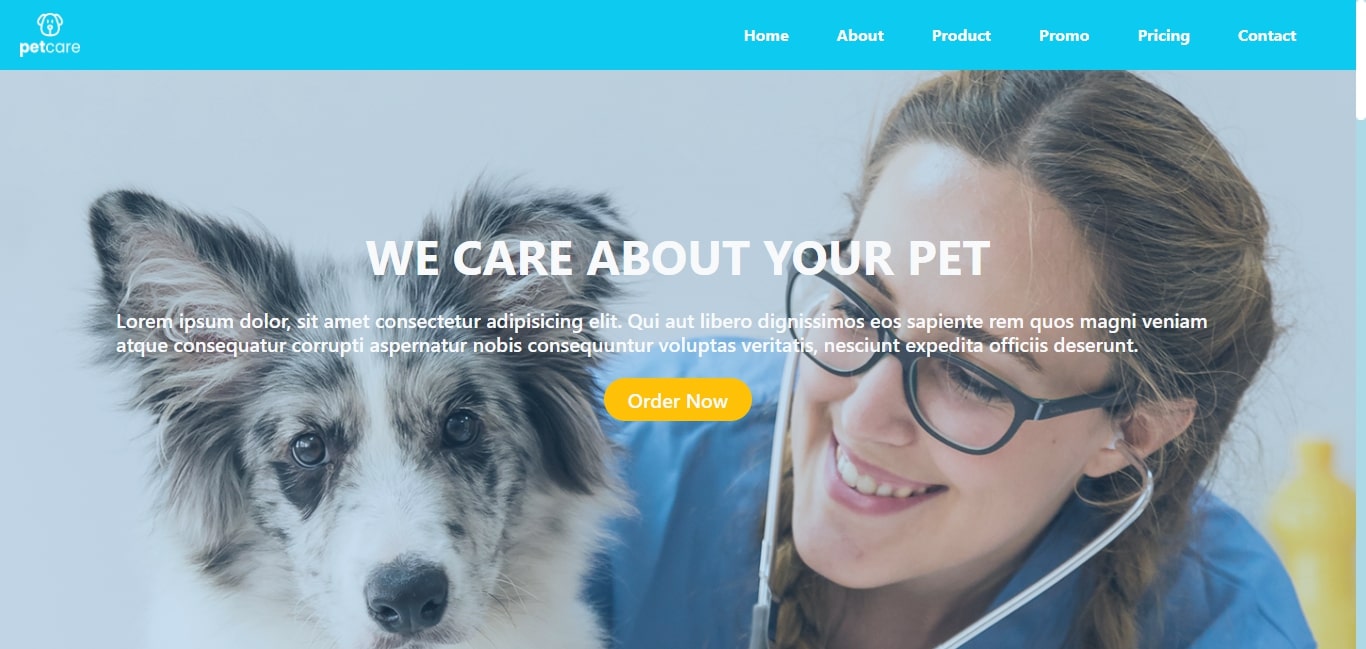 petcare
Home About Product Promo Pricing Contact
WE CARE ABOUT YOUR PET
Lorem ipsum dolor, sit amet consectetur adipisicing elit. Qui aut libero dignissimos eos sapiente rem quos magni veniam
atque consequatur corrupti aspernatur nobis consequuntur voluptas veritatis, nesciunt expedita officiis deserunt.
Order Now